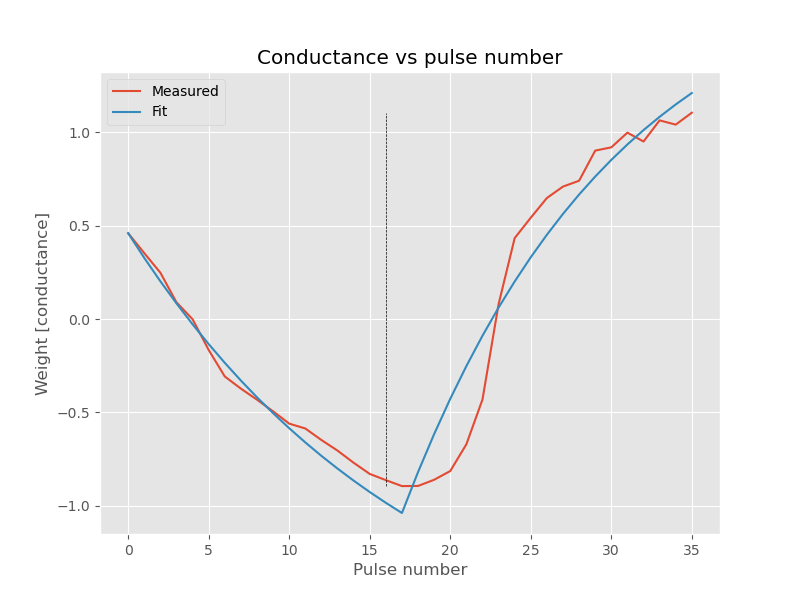 Conductance vs pulse number
Measured
Fit
1.0
0.5
0.0
−0.5
−1.0
Weight [conductance]
0 5 10 15 20 25 30 35
Pulse number